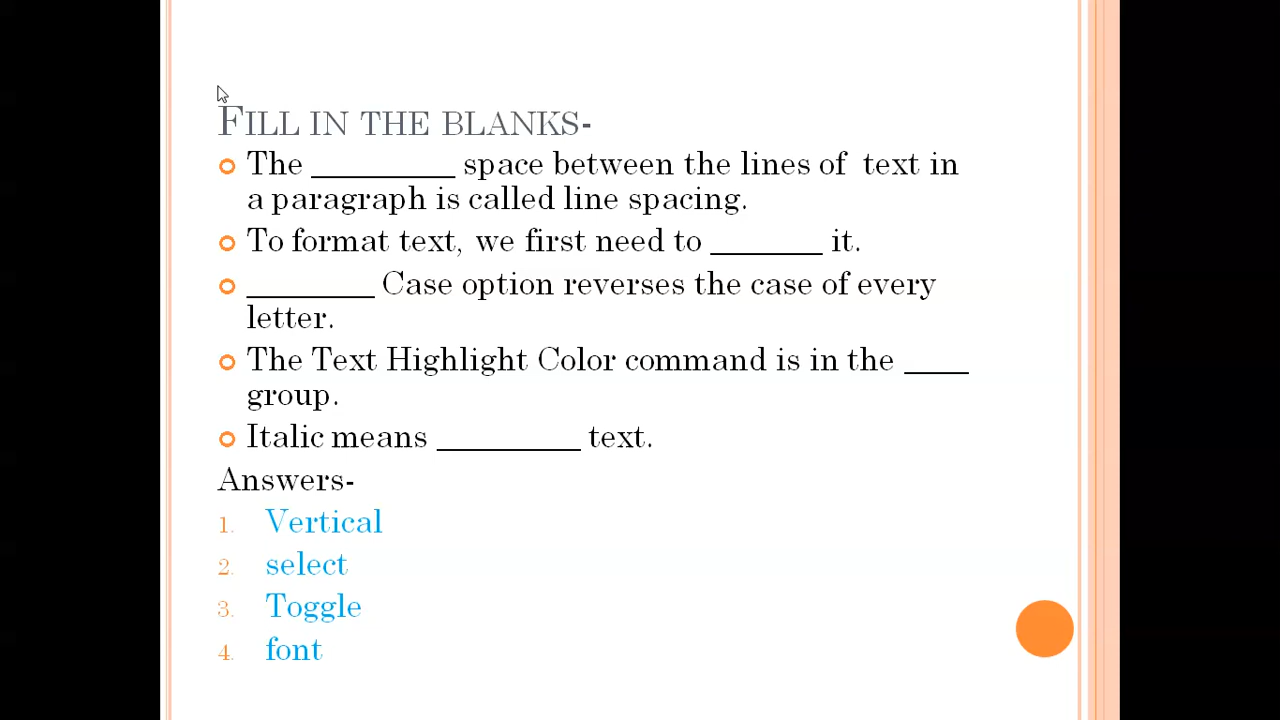 FILL IN THE BLANKS-
The _________ space between the lines of text in
a paragraph is called line spacing.
To format text, we first need to _______ it.
________ Case option reverses the case of every
letter.
The Text Highlight Color command is in the ____
group.
Italic means _________ text.
Answers-
1. Vertical
2. select
3. Toggle
4. font